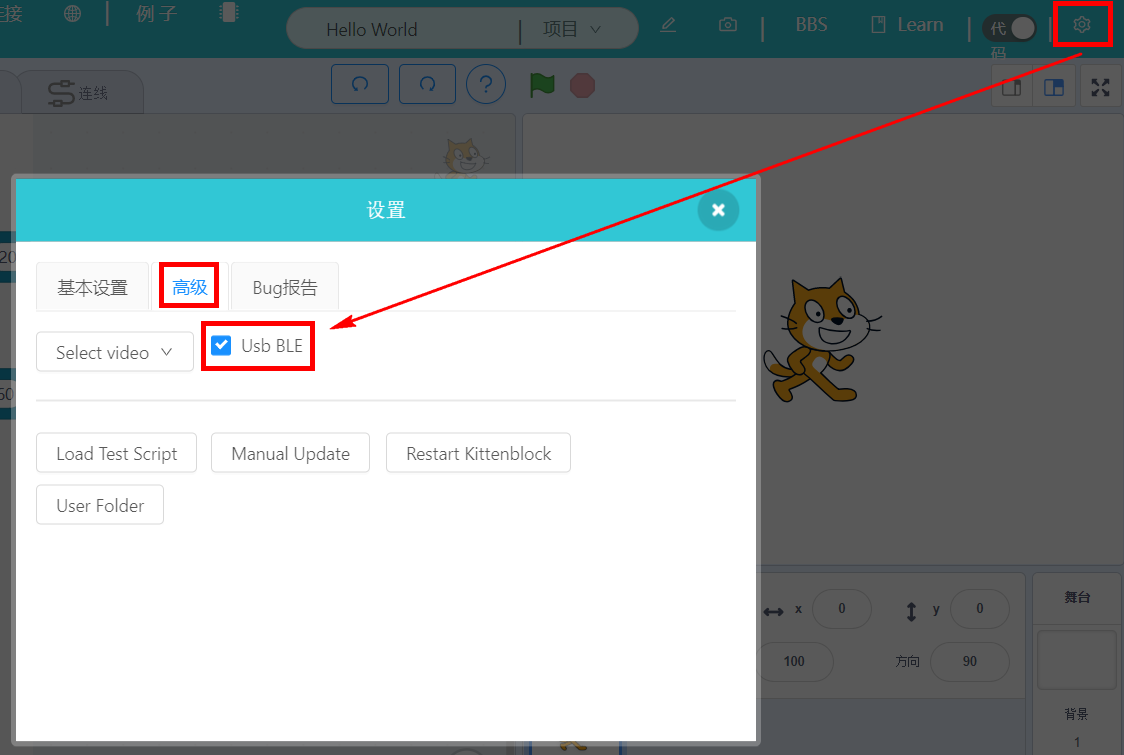 连接 例子 Hello World 项目 BBS Learn 代码
连线 ?
设置
20
基本设置 高级 Bug报告
Select video Usb BLE
50
Load Test Script Manual Update Restart Kittenblock
User Folder
x 0 y 0 舞台
100 方向 90
背景
1